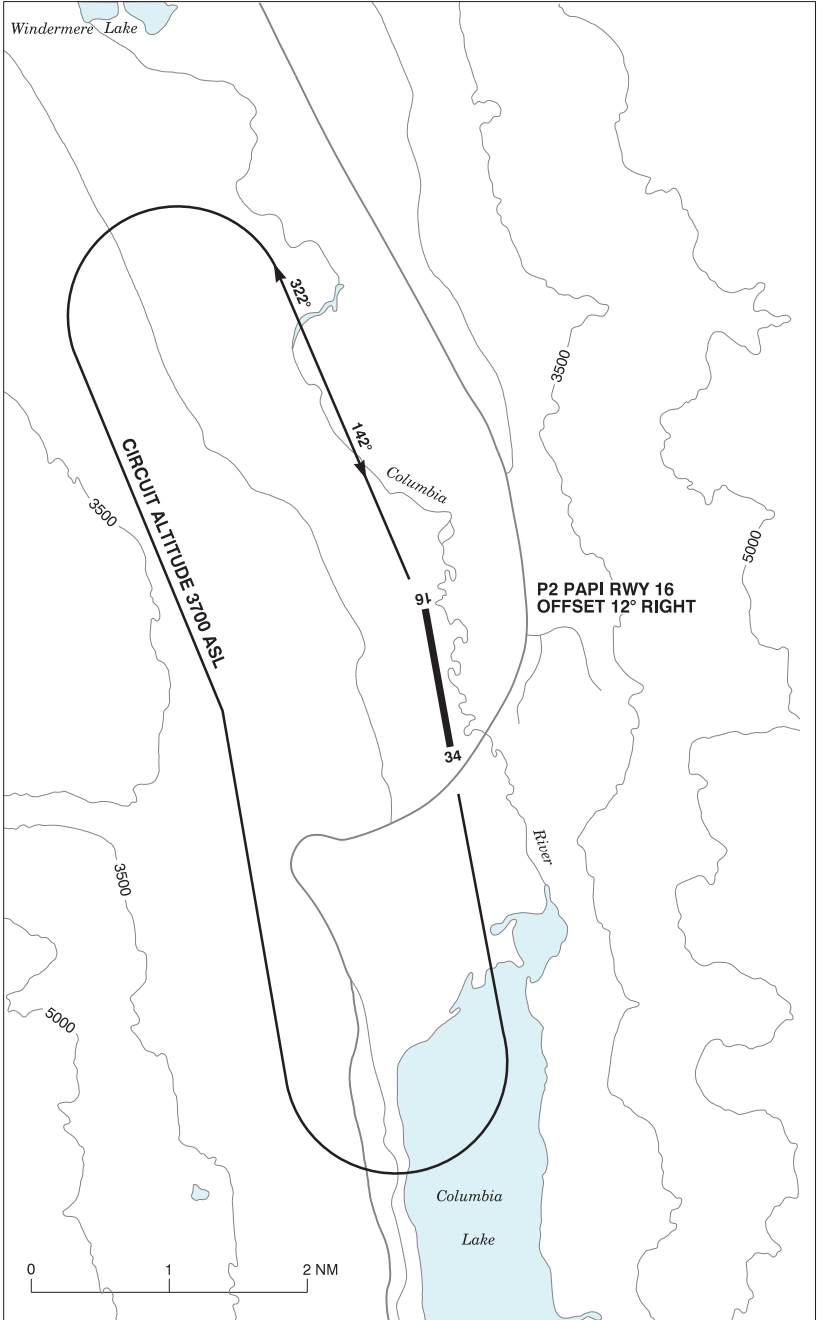 Windermere Lake
322°
3500
142°
Columbia
CIRCUIT ALTITUDE 3700 ASL
3500
5000
16
P2 PAPI RWY 16
OFFSET 12° RIGHT
34
River
3500
5000
Columbia
Lake
0 1 2 NM